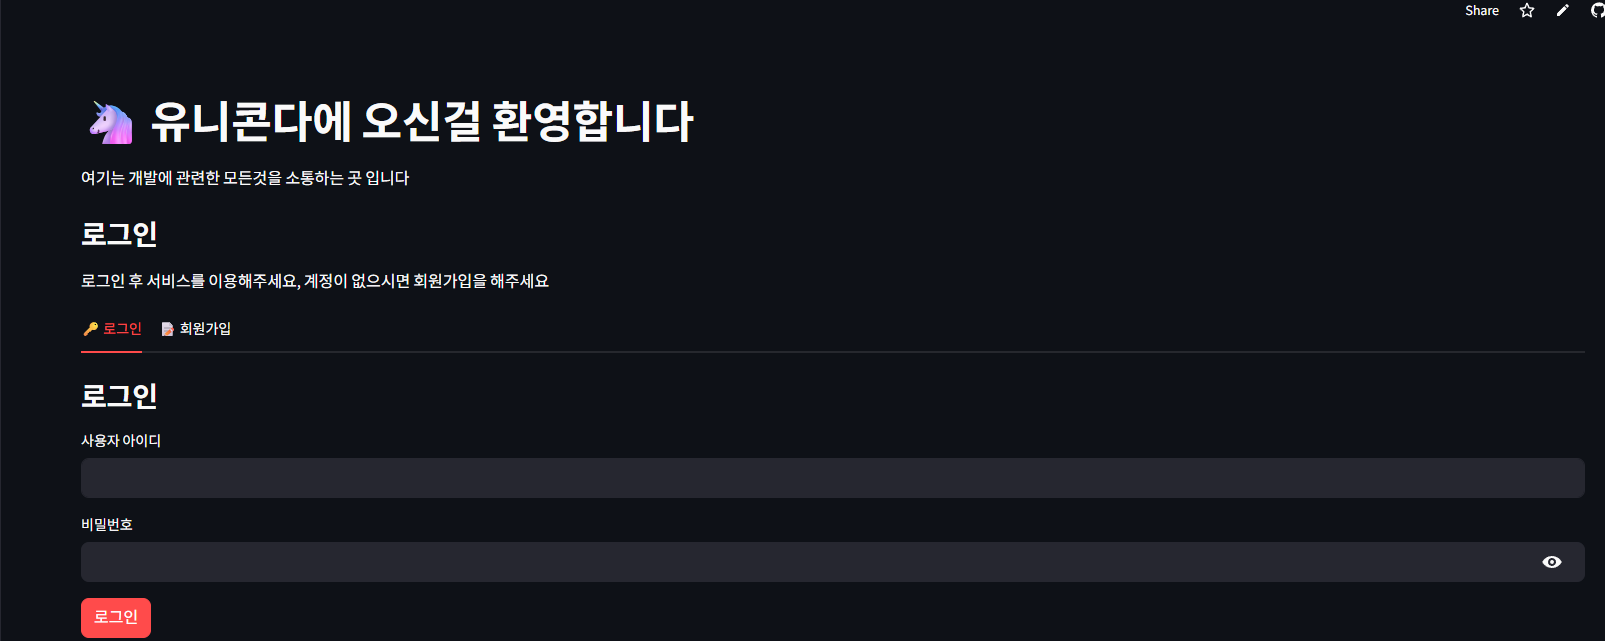 Share
유니콘다에 오신걸 환영합니다
여기는 개발에 관련한 모든것을 소통하는 곳 입니다
로그인
로그인 후 서비스를 이용해주세요, 계정이 없으시면 회원가입을 해주세요
로그인 회원가입
로그인
사용자 아이디
비밀번호
로그인